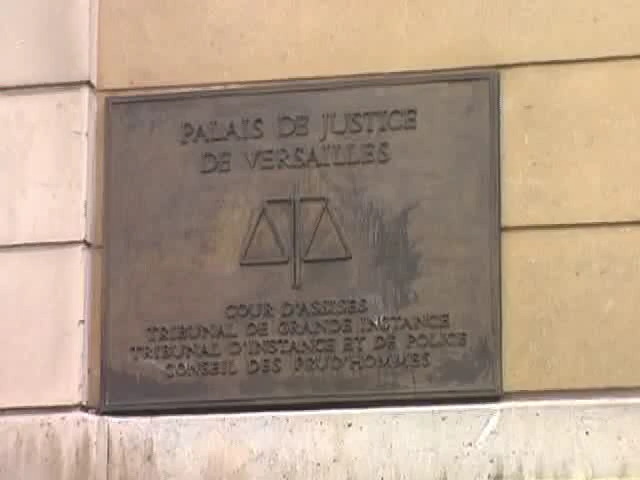 PALAIS DE JUSTICE
DE VERSAILLES
COUR D'ASSISES
TRIBUNAL DE GRANDE INSTANCE
TRIBUNAL D'INSTANCE ET DE POLICE
CONSEIL DES PRUD'HOMMES